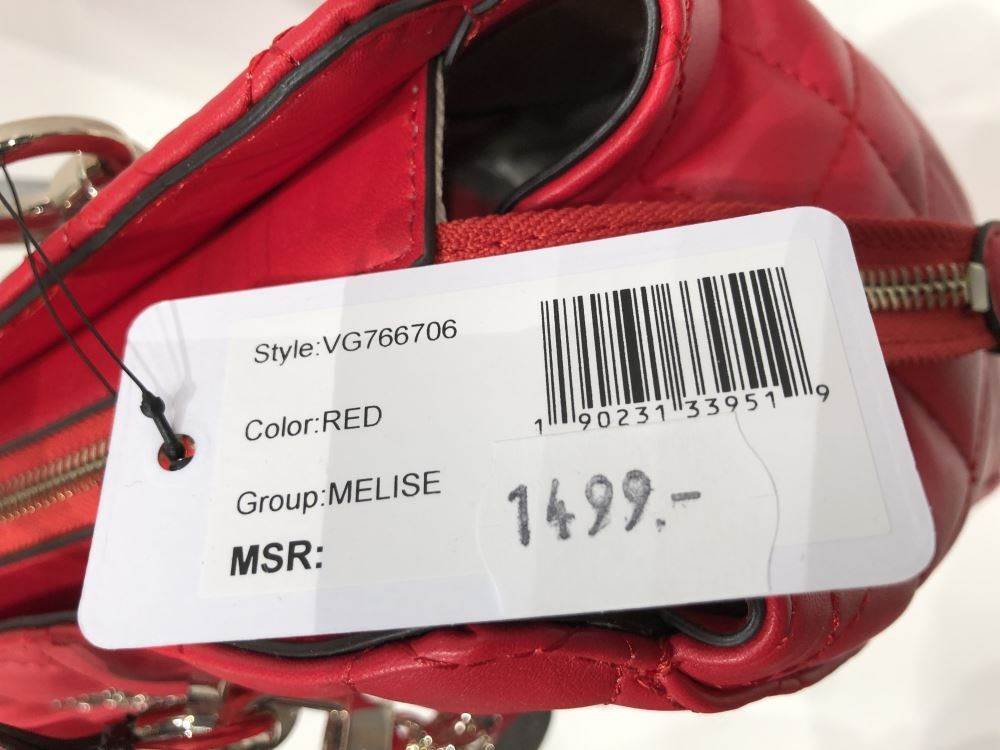 Style:VG766706
Color:RED
Group:MELISE
MSR:
1 90231 33951 9
1499.-